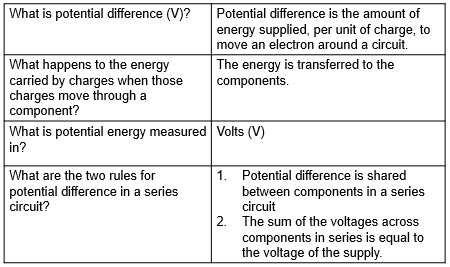 What is potential difference (V)?
Potential difference is the amount of
energy supplied, per unit of charge, to
move an electron around a circuit.
What happens to the energy
carried by charges when those
charges move through a
component?
The energy is transferred to the
components.
What is potential energy measured
in?
Volts (V)
What are the two rules for
potential difference in a series
circuit?
1. Potential difference is shared
between components in a series
circuit
2. The sum of the voltages across
components in series is equal to
the voltage of the supply.